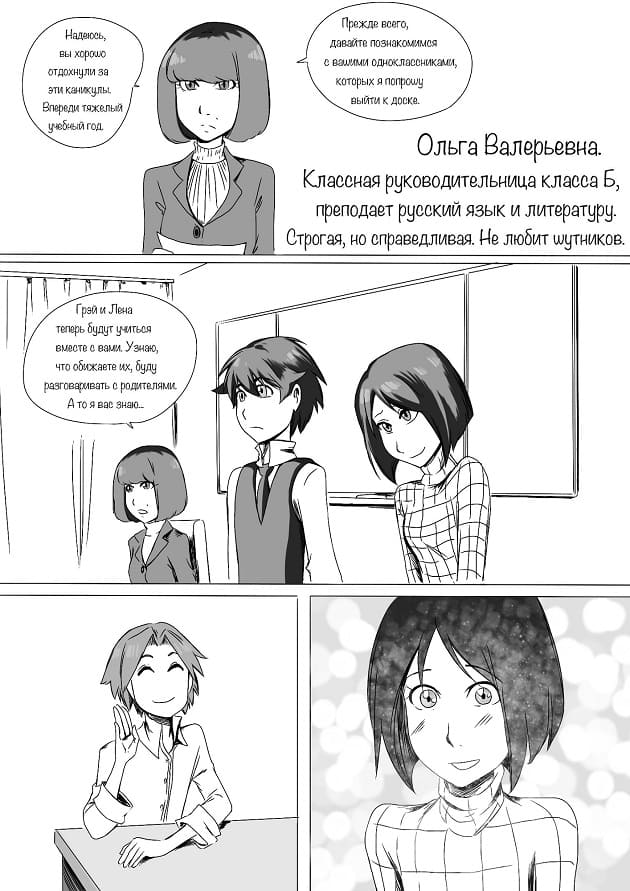 Надеюсь,
вы хорошо
отдохнули за
эти каникулы.
Впереди тяжелый
учебный год.
Прежде всего,
давайте познакомимся
с вашими одноклассниками,
которых я попрошу
выйти к доске.
Ольга Валерьевна.
Классная руководительница класса Б,
преподает русский язык и литературу.
Строгая, но справедливая. Не любит шутников.
Грэй и Лена
теперь будут учиться
вместе с вами. Узнаю,
что обижаете их, буду
разговаривать с родителями.
А то я вас знаю...